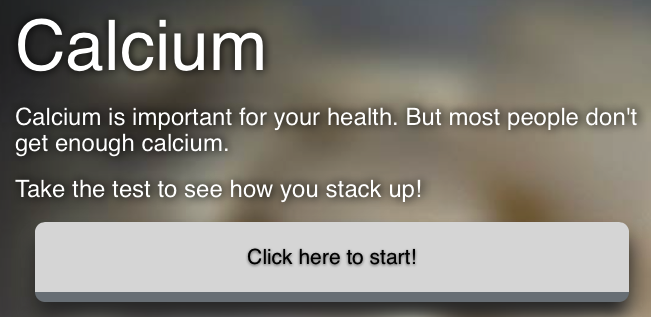 Calcium
Calcium is important for your health. But most people don't
get enough calcium.
Take the test to see how you stack up!
Click here to start!